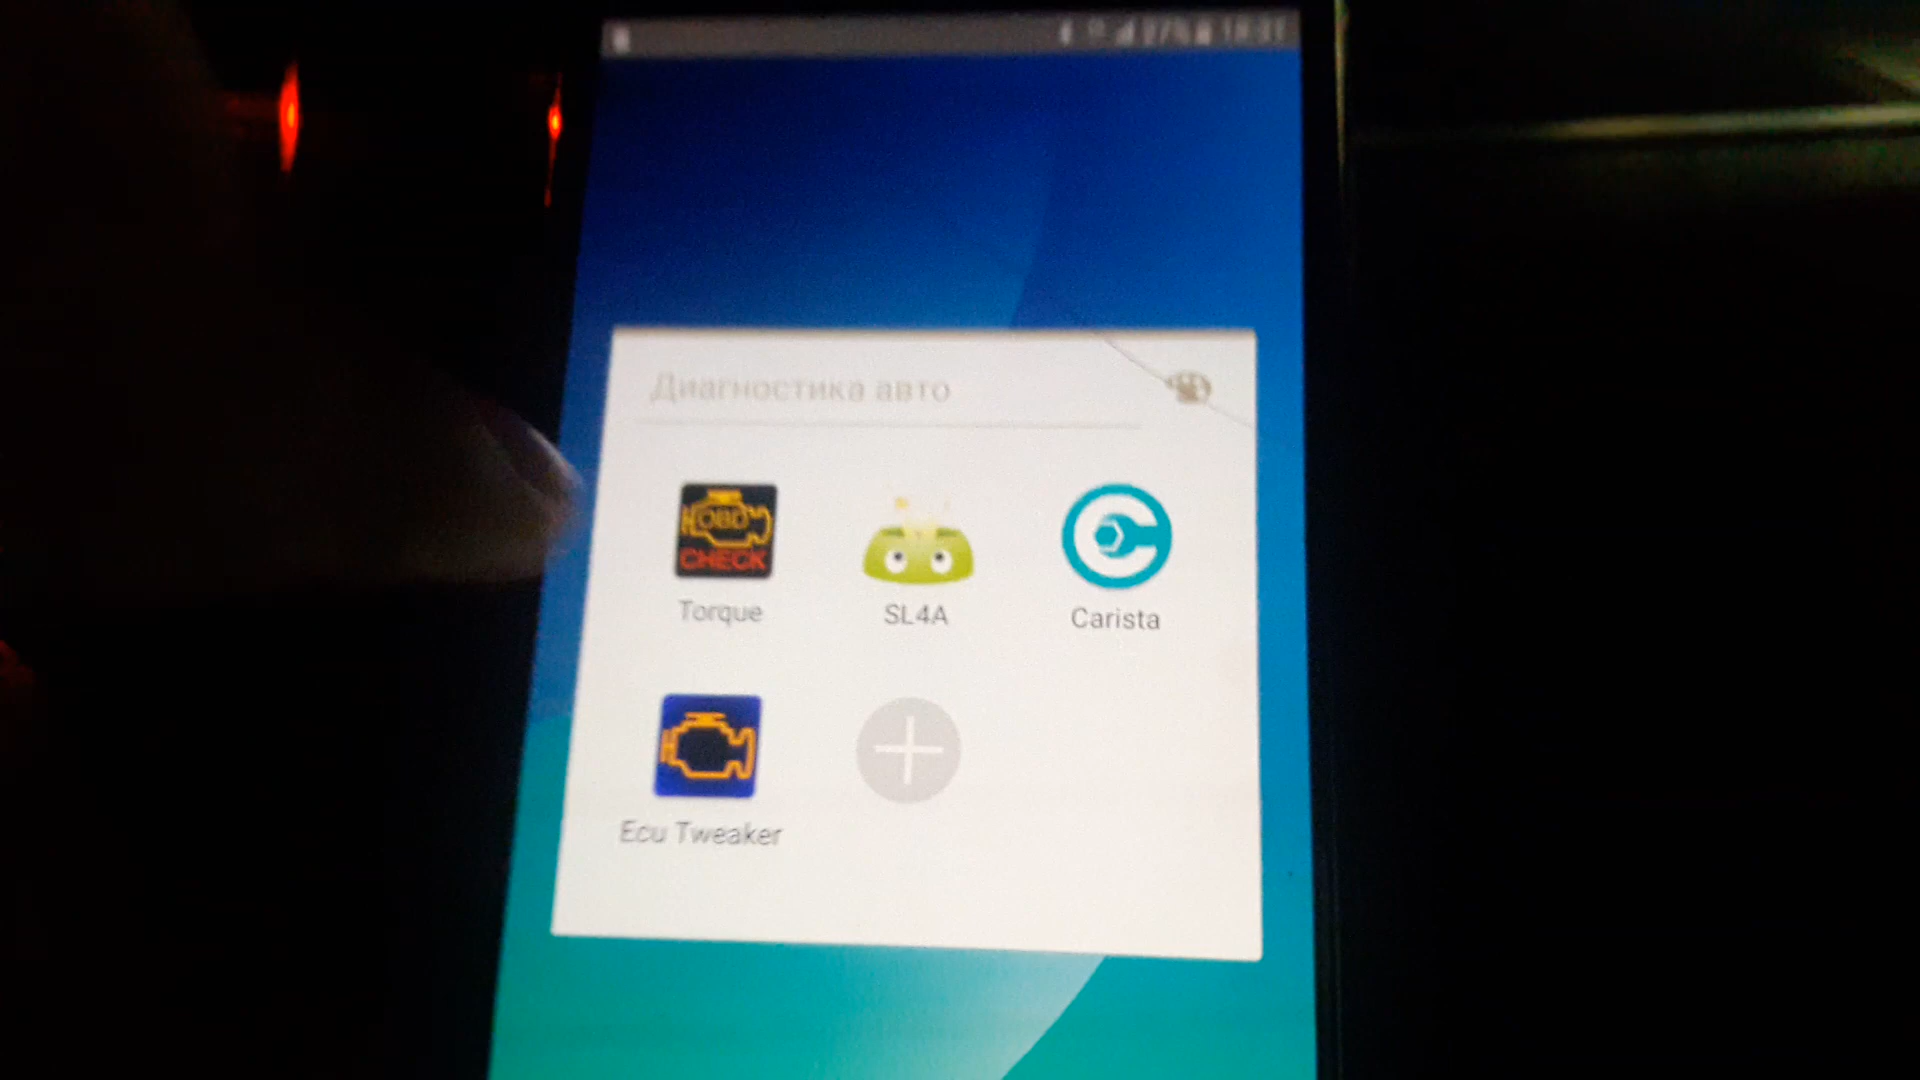 Диагностика авто
OBD
CHECK
Torque
SL4A
Carista
Ecu Tweaker